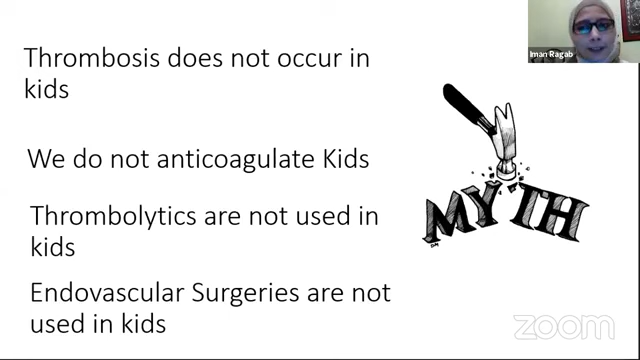 Iman Ragab
Thrombosis does not occur in
kids
We do not anticoagulate Kids
Thrombolytics are not used in
kids
Endovascular Surgeries are not
used in kids
MYTH
zoom